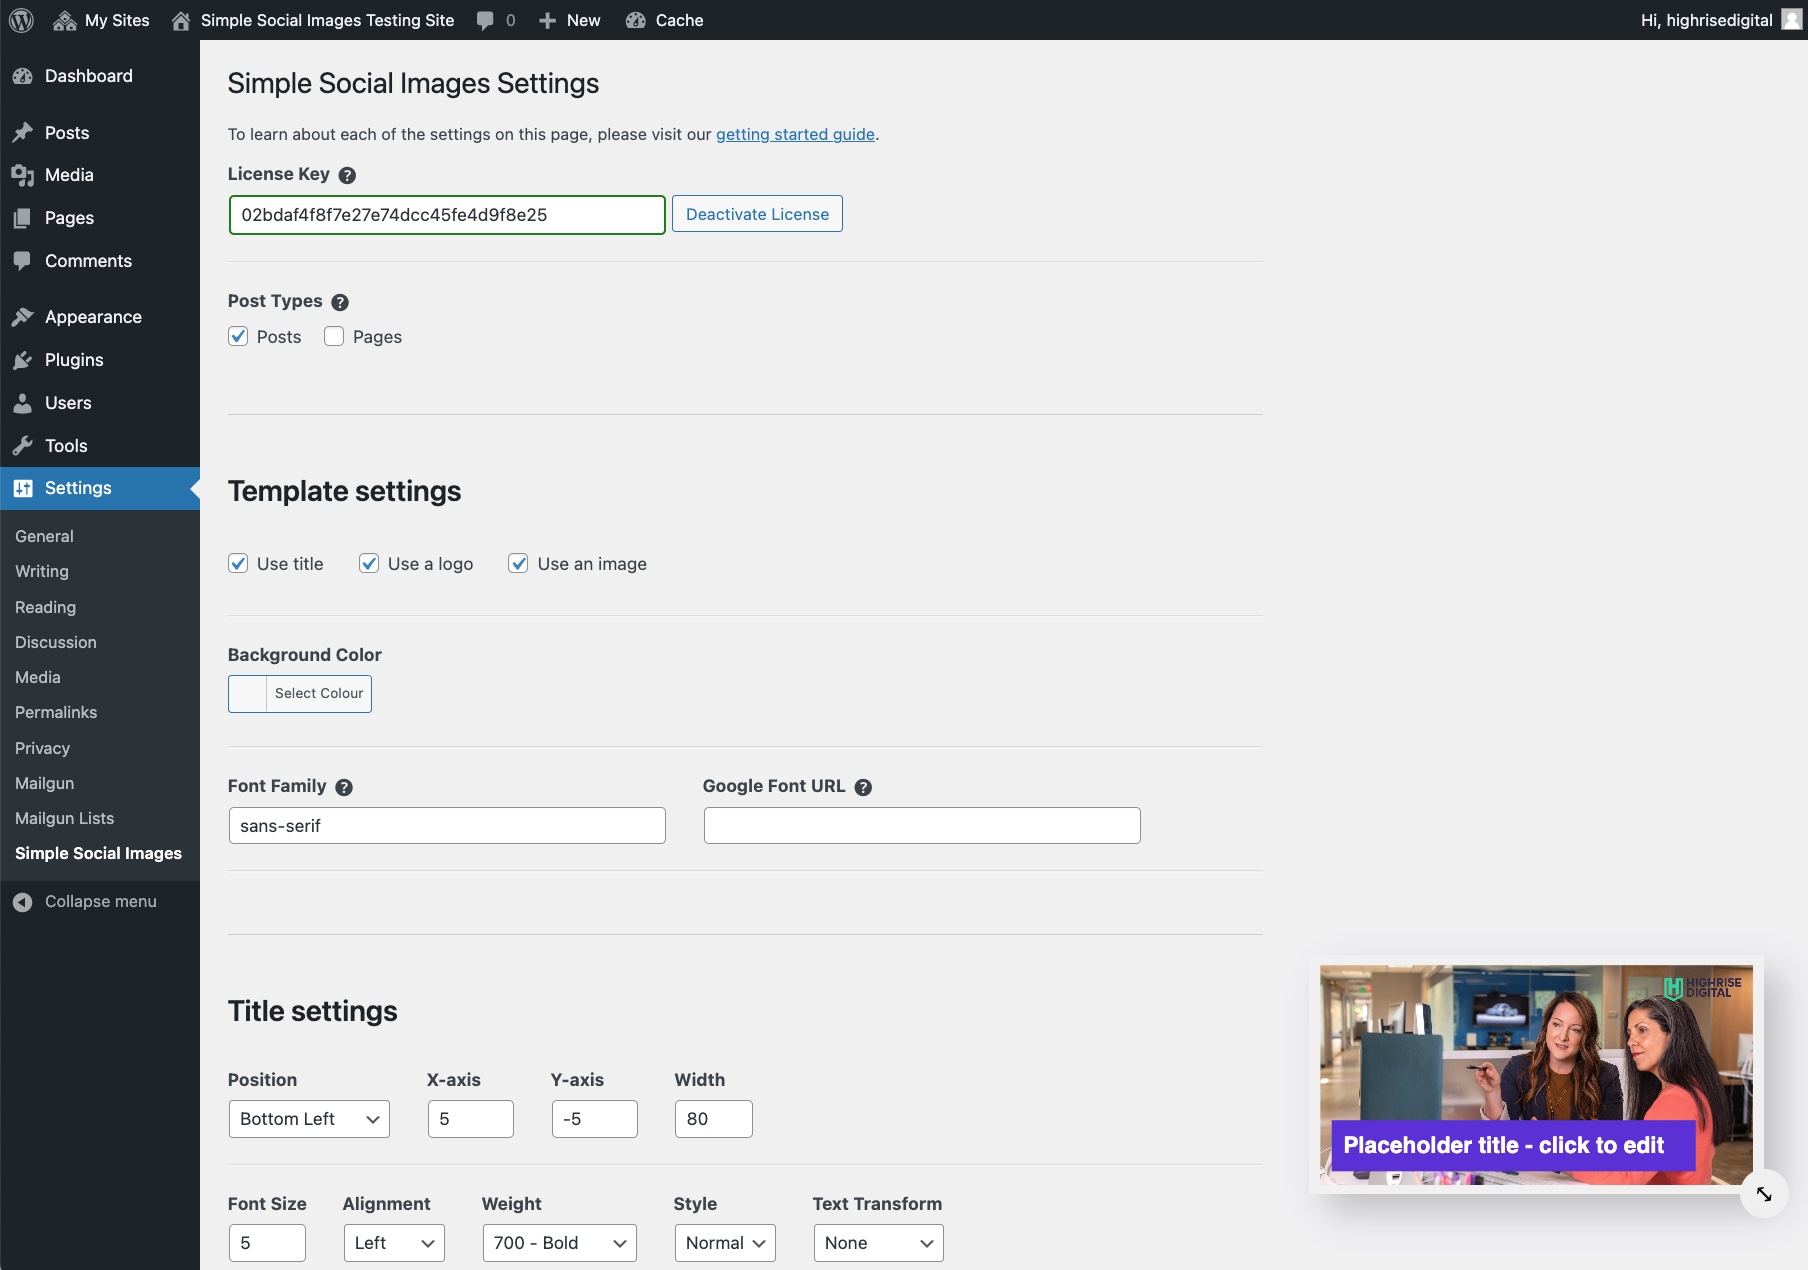 My Sites Simple Social Images Testing Site 0 New Cache Hi, highrisedigital
Dashboard
Posts
Media
Pages
Comments
Appearance
Plugins
Users
Tools
Settings
General
Writing
Reading
Discussion
Media
Permalinks
Privacy
Mailgun
Mailgun Lists
Simple Social Images
Collapse menu
Simple Social Images Settings
To learn about each of the settings on this page, please visit our getting started guide.
License Key ?
02bdaf4f8f7e27e74dcc45fe4d9f8e25 Deactivate License
Post Types ?
Posts Pages
Template settings
Use title Use a logo Use an image
Background Color
Select Colour
Font Family ? Google Font URL ?
sans-serif
Title settings
Position X-axis Y-axis Width
Bottom Left 5 -5 80
Font Size Alignment Weight Style Text Transform
5 Left 700 - Bold Normal None
HIGHRISE
DIGITAL
Placeholder title - click to edit